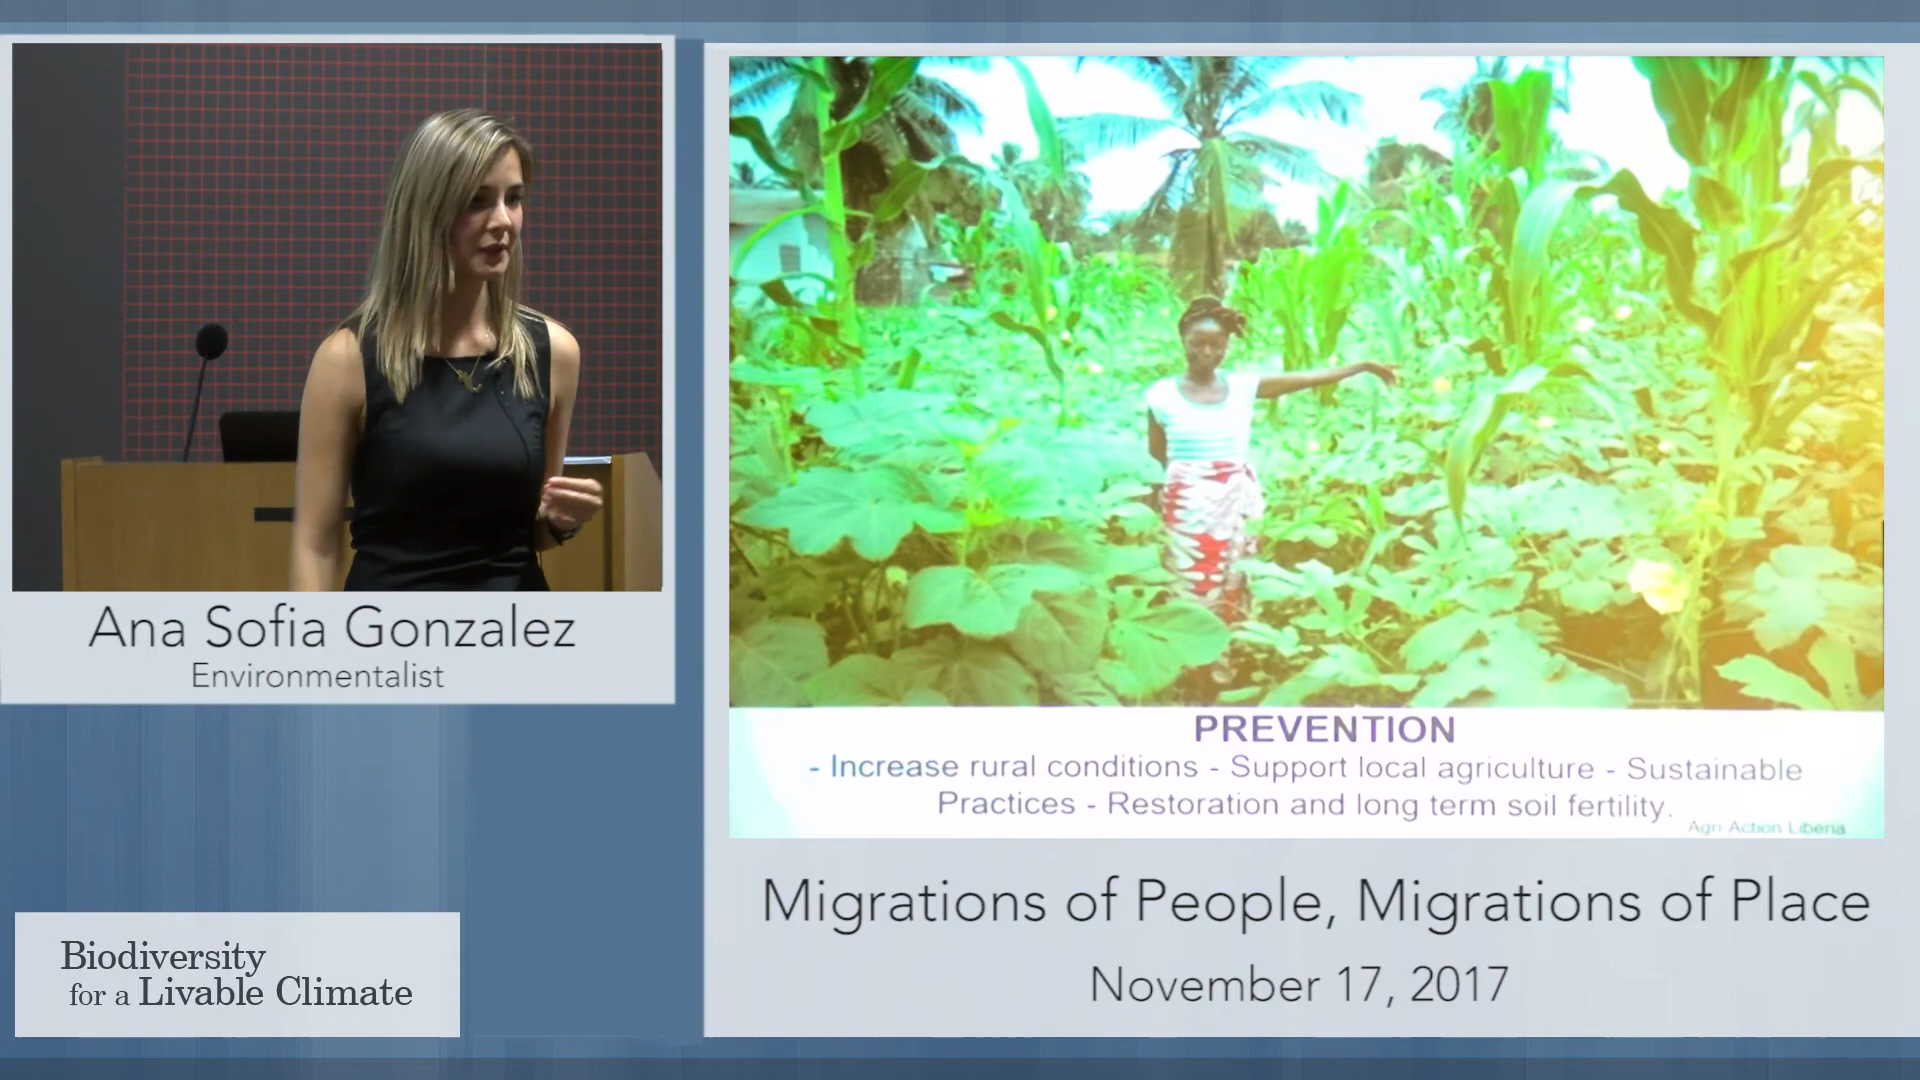 Ana Sofia Gonzalez
Environmentalist
PREVENTION
- Increase rural conditions - Support local agriculture - Sustainable
Practices - Restoration and long term soil fertility.
Agri-Action Liberia
Migrations of People, Migrations of Place
November 17, 2017
Biodiversity
for a Livable Climate